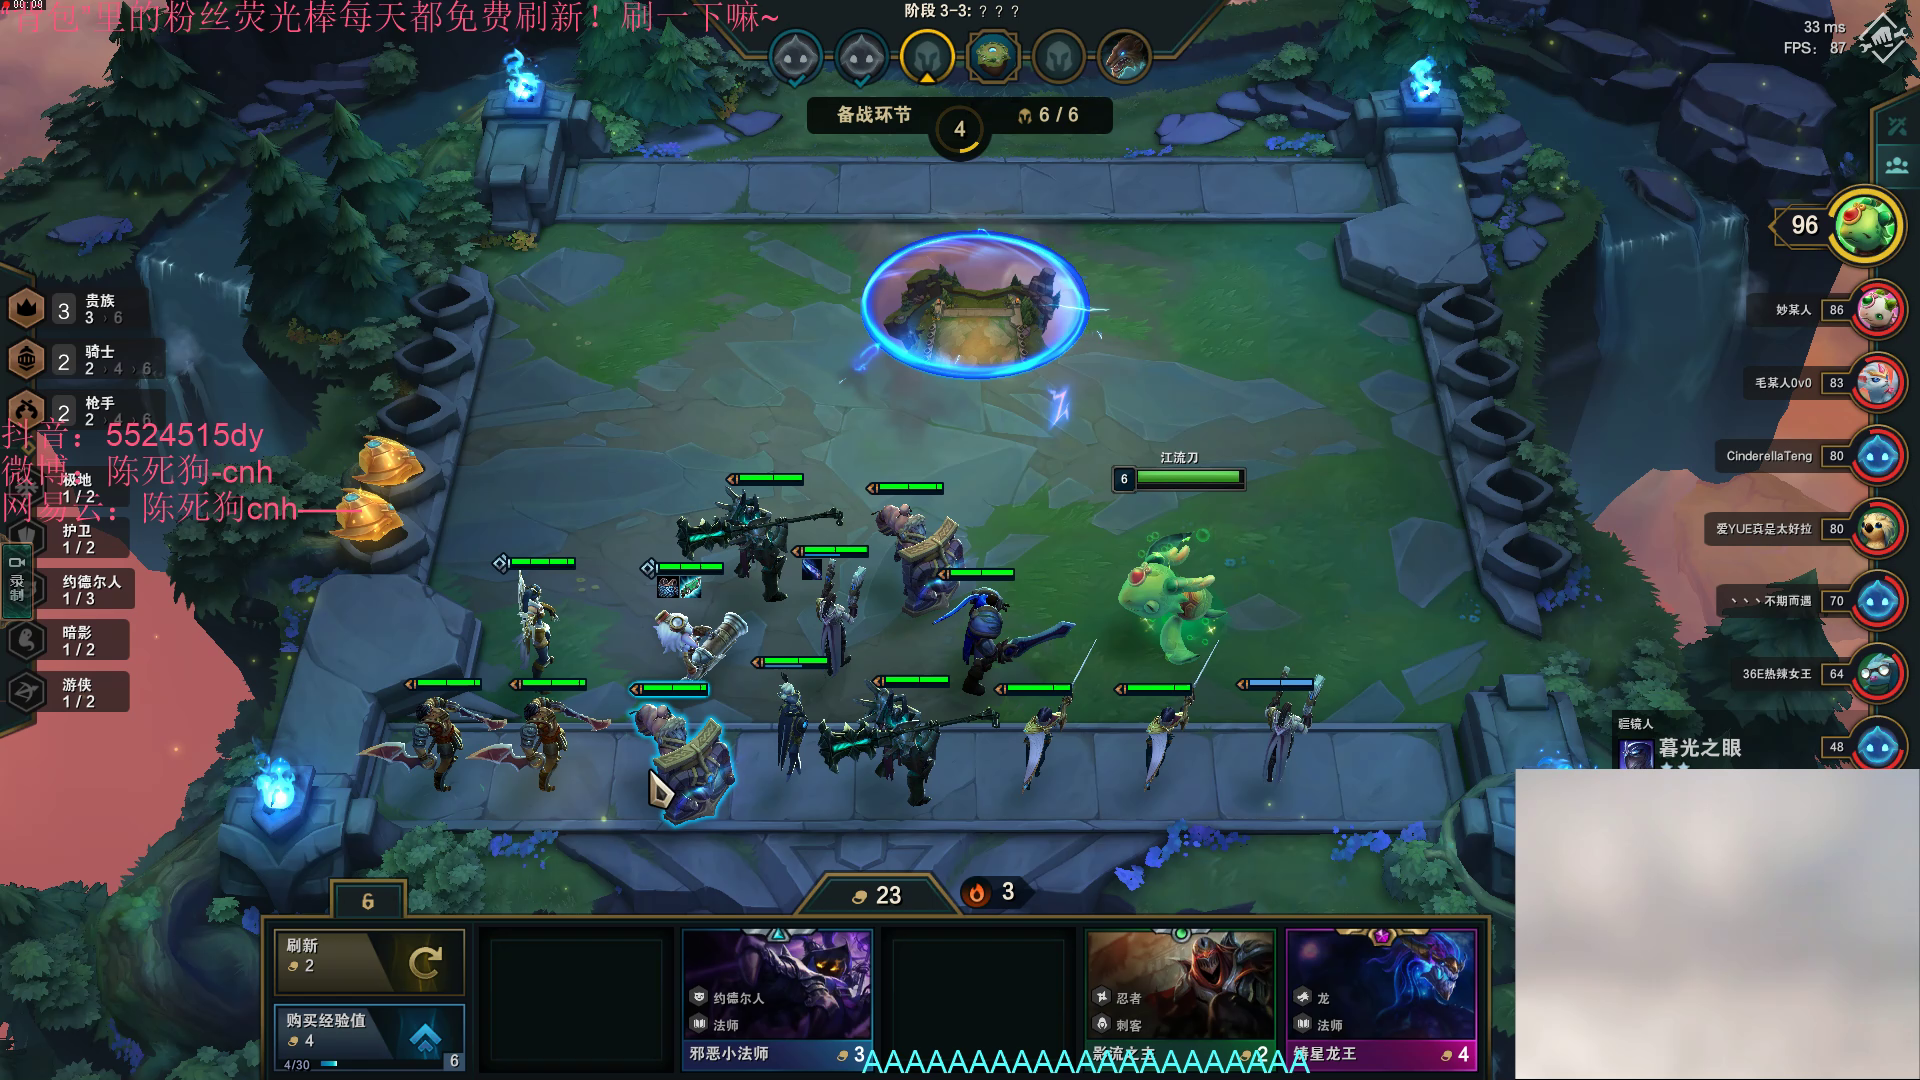 00:00
"背包"里的粉丝荧光棒每天都免费刷新！刷一下嘛~
阶段 3-3: ? ? ?
33 ms
FPS: 87
备战环节
4
6 / 6
96
3
贵族
3 › 6
2
骑士
2 › 4 › 6
2
枪手
2 › 4 › 6
抖音：5524515dy
微博：陈死狗-cnh
网易云：陈死狗cnh——
极地
1 / 2
护卫
1 / 2
约德尔人
1 / 3
暗影
1 / 2
游侠
1 / 2
录制
妙某人 86
毛某人0v0 83
CinderellaTeng 80
爱YUE真是太好拉 80
、、、不期而遇 70
36E热辣女王 64
48
江流刀
6
疆镜人
暮光之眼
6
23
3
刷新
2
购买经验值
4
4/30
6
约德尔人
法师
邪恶小法师 3
忍者
刺客
影流之主 2
龙
法师
铸星龙王 4